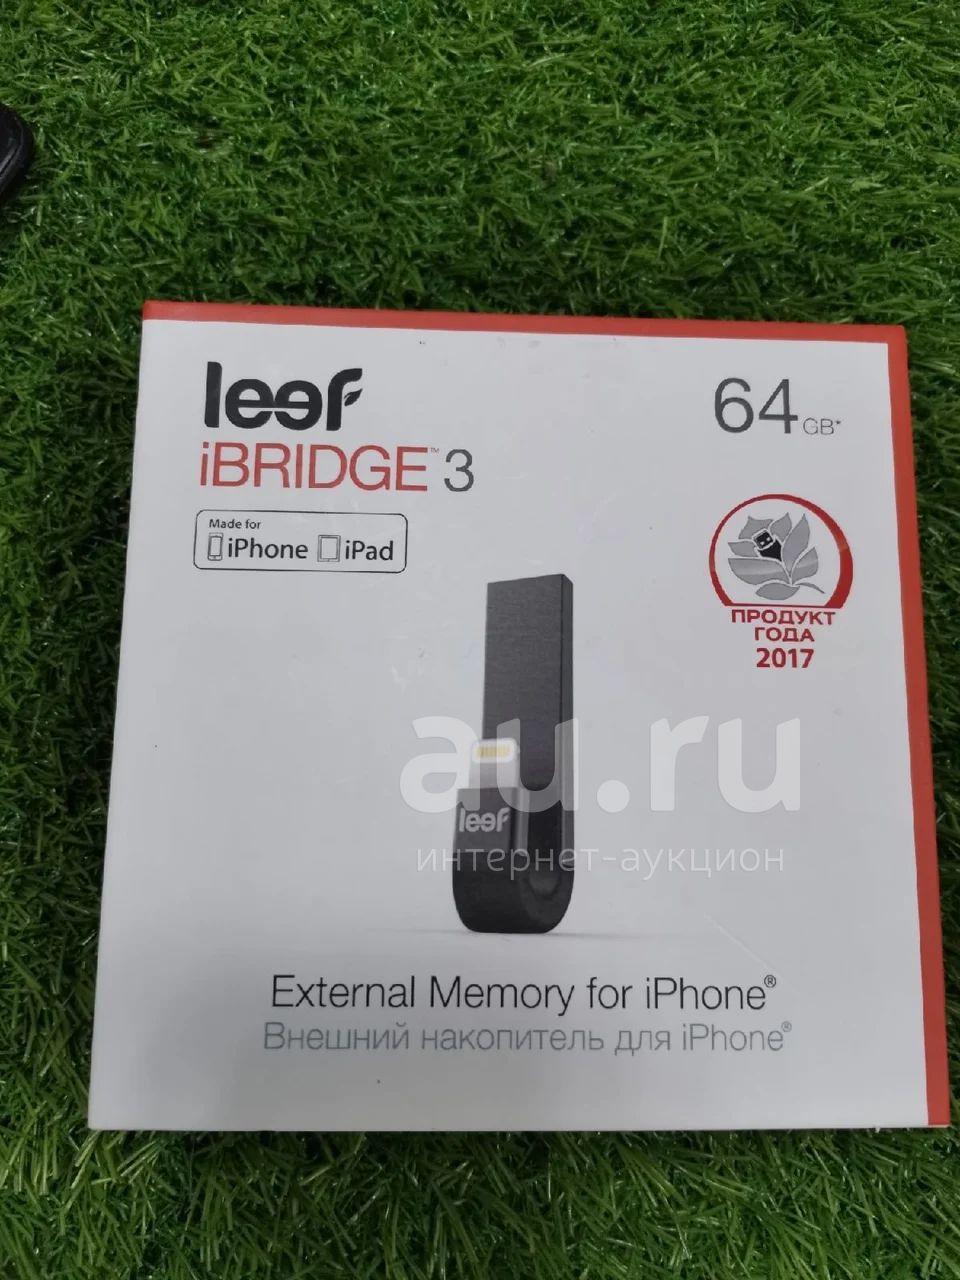 leef
iBRIDGE™ 3
64 GB*
Made for
iPhone iPad
ПРОДУКТ
ГОДА
2017
leef
au.ru
интернет-аукцион
External Memory for iPhone®
Внешний накопитель для iPhone®